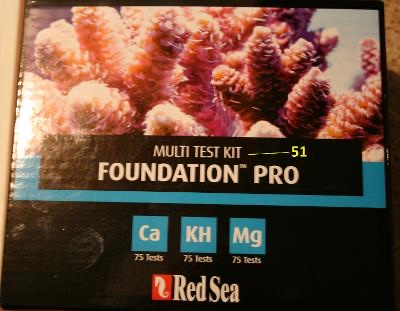 MULTI TEST KIT 51
FOUNDATION™ PRO
Ca KH Mg
75 Tests 75 Tests 75 Tests
Red Sea